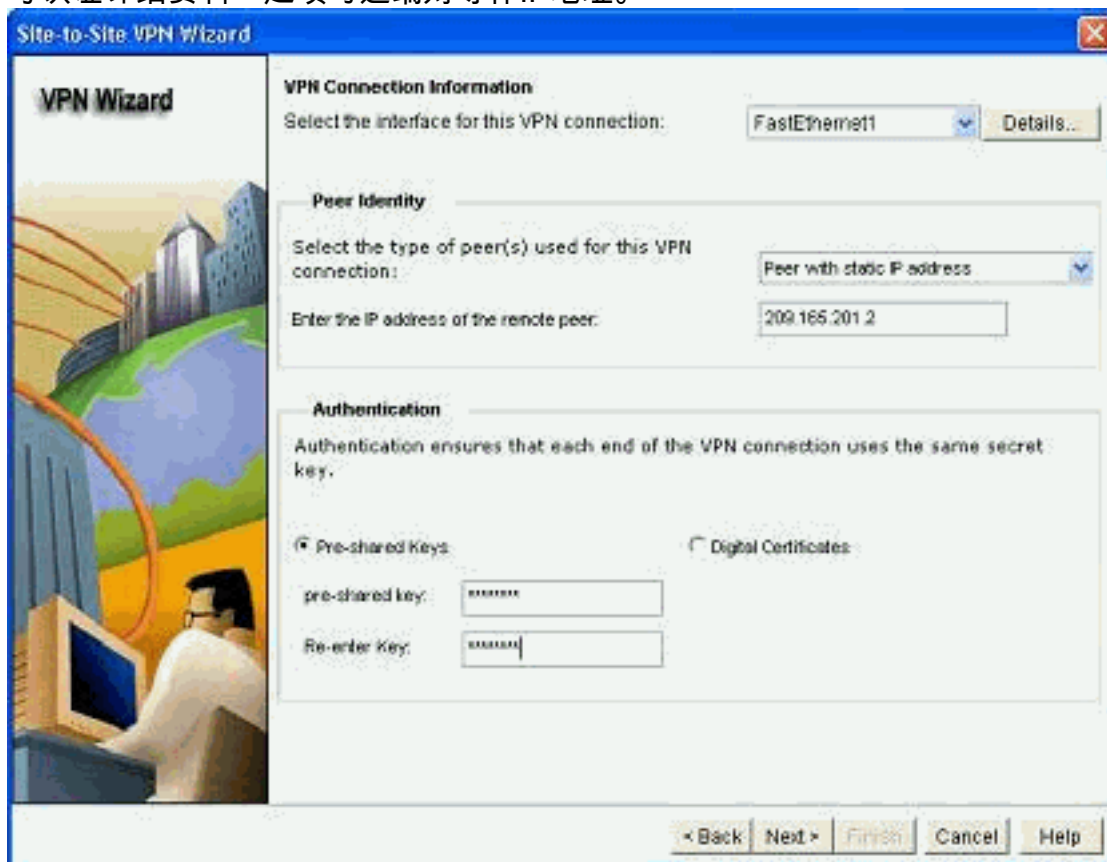 Site-to-Site VPN Wizard
VPN Wizard
VPN Connection Information
Select the interface for this VPN connection:
FastEthernet1
Details...
Peer Identity
Select the type of peer(s) used for this VPN
connection:
Peer with static IP address
Enter the IP address of the remote peer:
209.165.201.2
Authentication
Authentication ensures that each end of the VPN connection uses the same secret
key.
Pre-shared Keys
Digital Certificates
pre-shared key:
********
Re-enter Key:
********
< Back
Next >
Finish
Cancel
Help